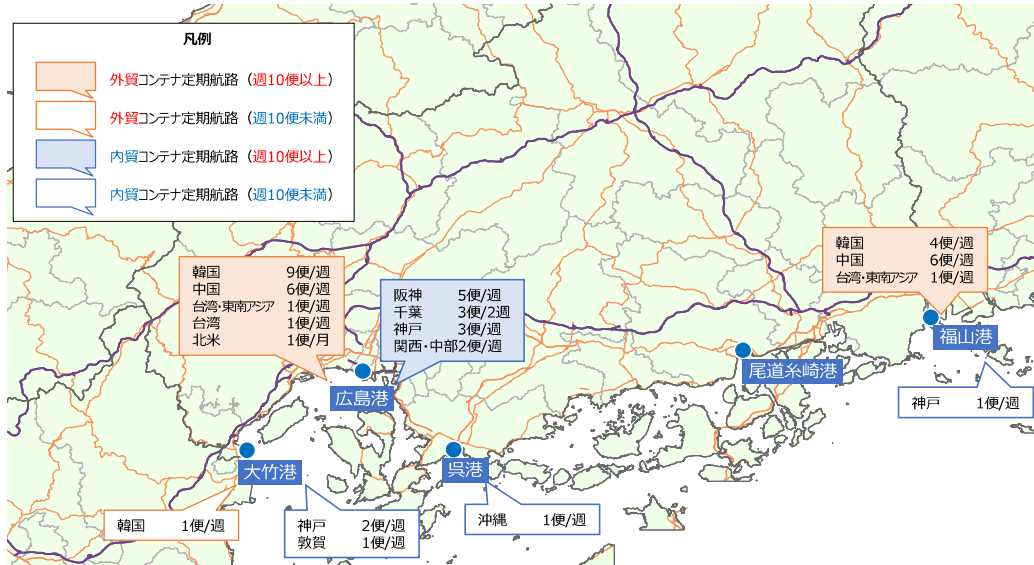 凡例
外貿コンテナ定期航路（週10便以上）
外貿コンテナ定期航路（週10便未満）
内貿コンテナ定期航路（週10便以上）
内貿コンテナ定期航路（週10便未満）
韓国 9便/週
中国 6便/週
台湾・東南アジア 1便/週
台湾 1便/週
北米 1便/月
阪神 5便/週
千葉 3便/2週
神戸 3便/週
関西・中部2便/週
韓国 4便/週
中国 6便/週
台湾・東南アジア 1便/週
福山港
尾道糸崎港
広島港
神戸 1便/週
大竹港
呉港
韓国 1便/週
神戸 2便/週
敦賀 1便/週
沖縄 1便/週